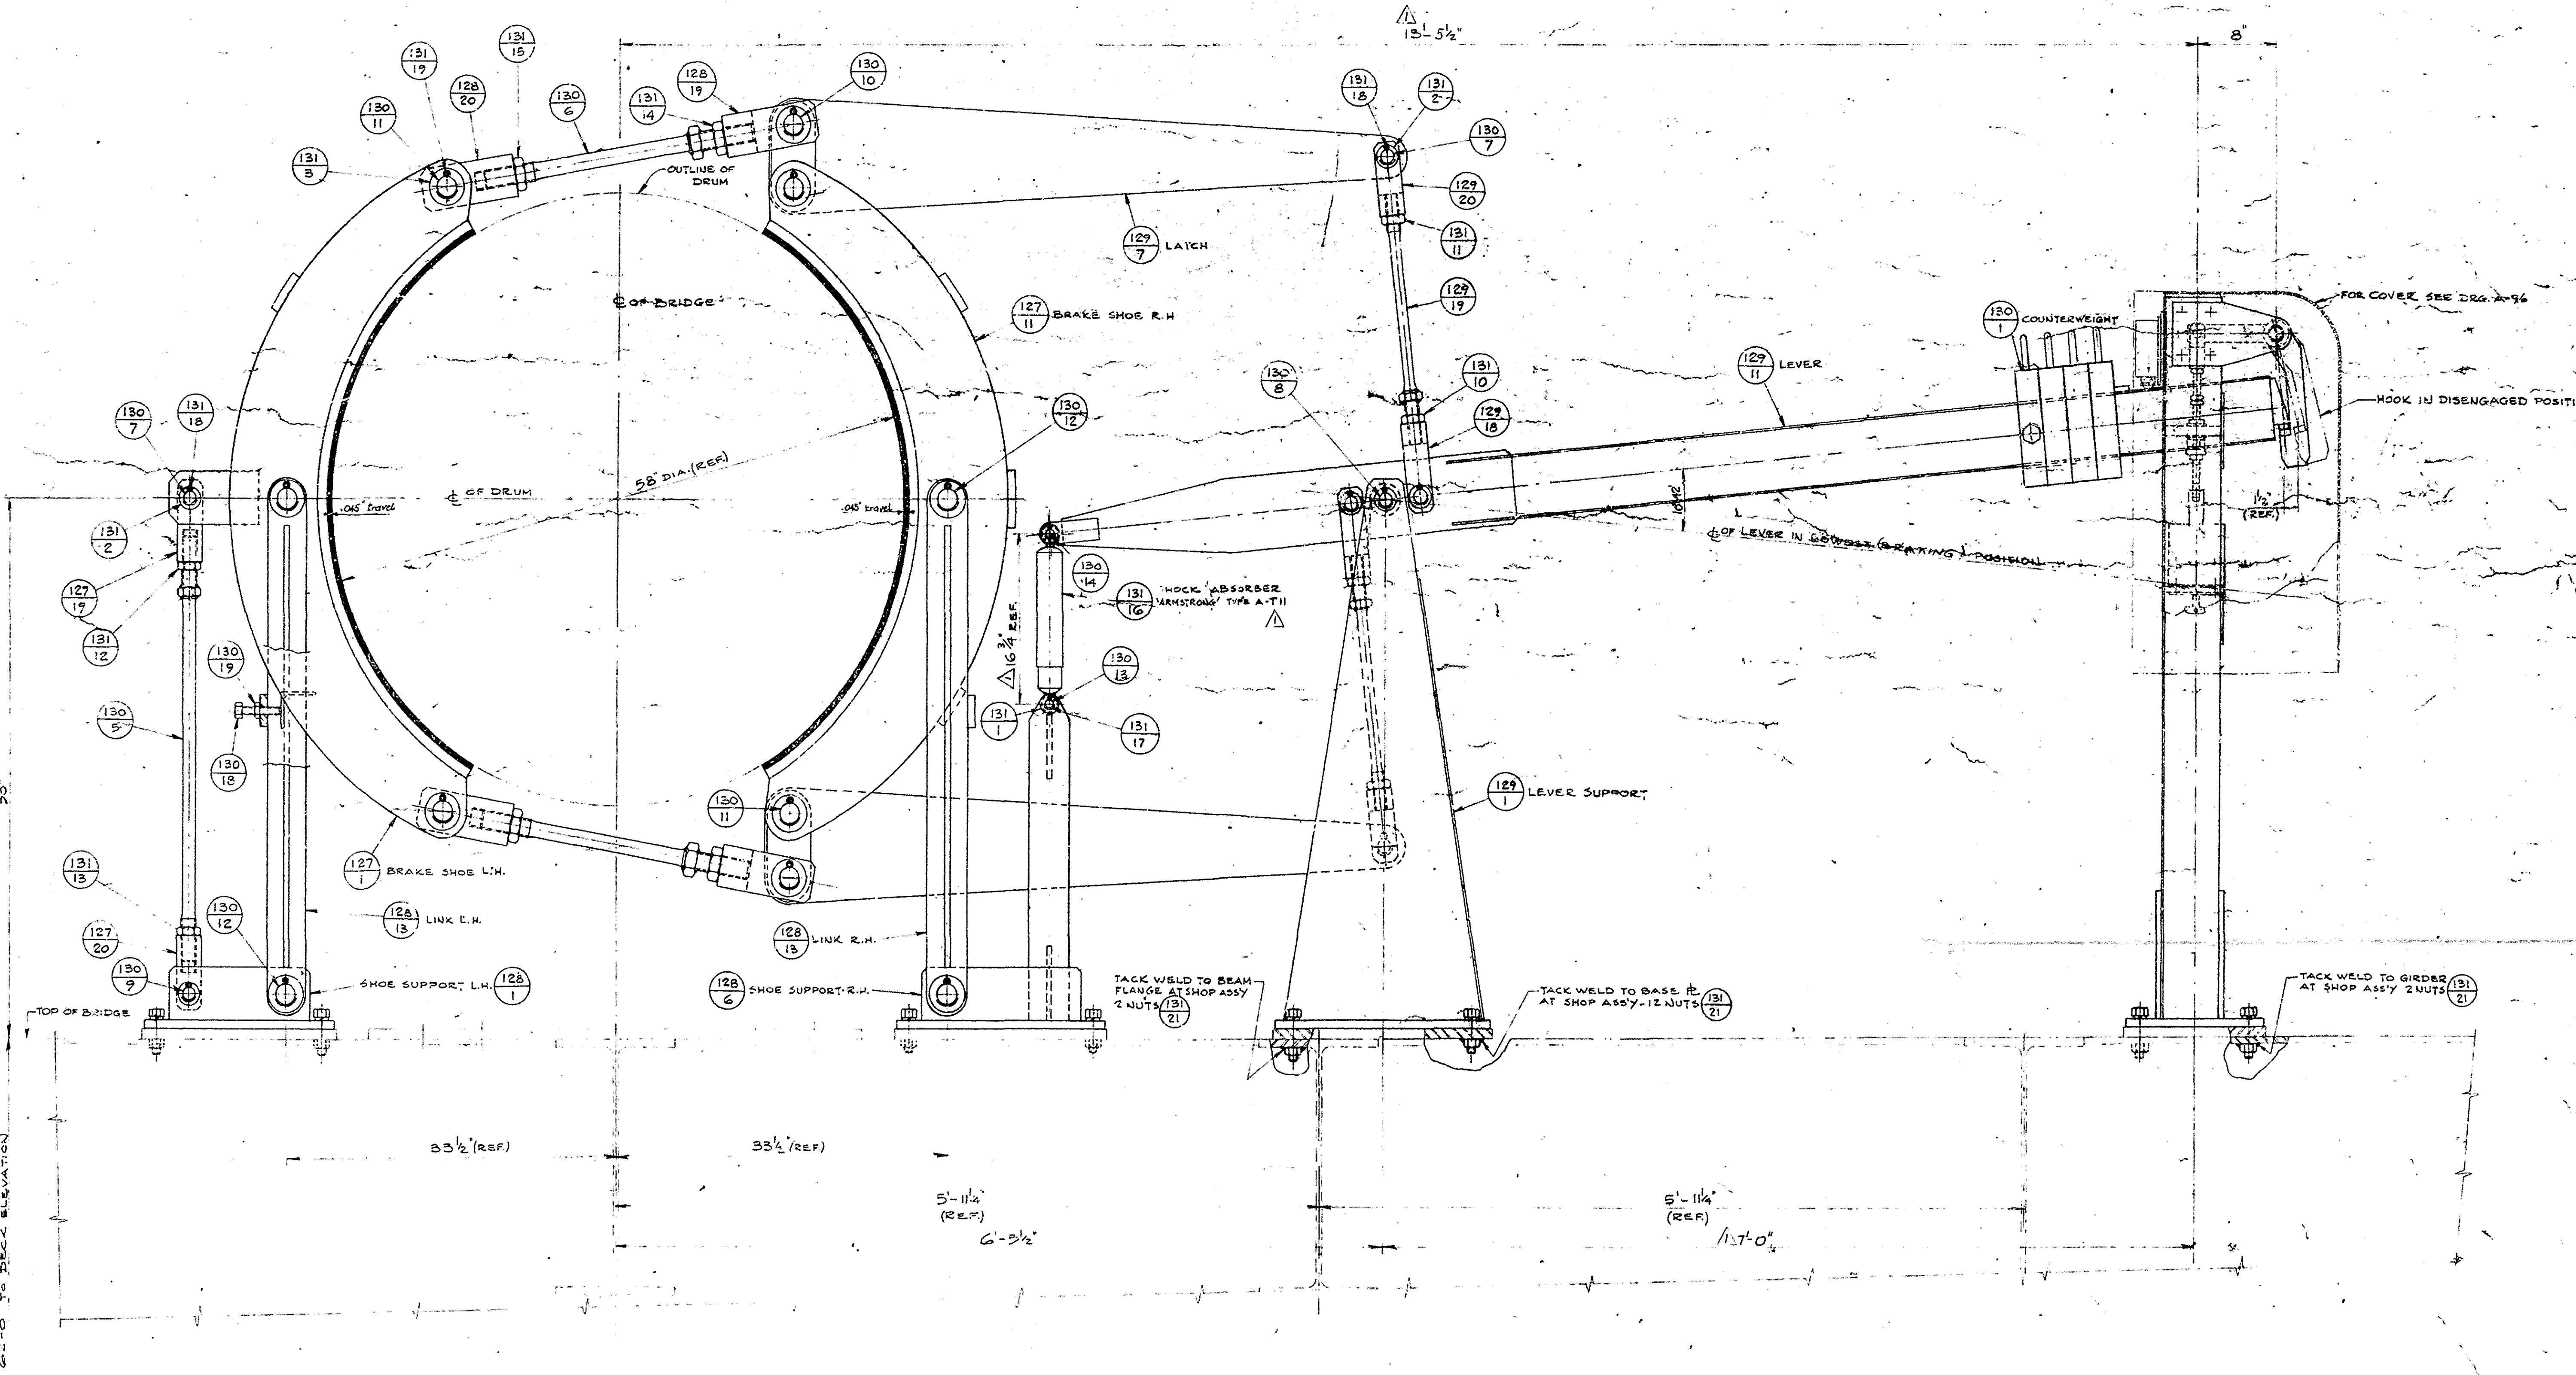 1
13'-5½"
8"
131
19
131
15
128
20
130
6
130
11
131
3
131
14
128
19
130
10
131
18
131
2
130
7
129
20
OUTLINE OF
DRUM
131
11
129
7
LATCH
129
19
℄ OF BRIDGE
127
11
BRAKE SHOE R.H
130
1
COUNTERWEIGHT
FOR COVER SEE DRG. A-96
129
11
LEVER
131
10
130
8
129
18
HOOK IN DISENGAGED POSITI
130
7
131
18
130
12
58" DIA. (REF.)
℄ OF DRUM
.045" travel
.045" travel
1½"
(REF.)
131
2
℄ OF LEVER IN LOWEST (BRAKING) POSITION
130
14
131
16
HOCK ABSORBER
'ARMSTRONG' TYPE A-T11
1
127
19
131
12
16¾" REF.
130
19
130
13
130
5
131
1
131
17
130
18
129
1
LEVER SUPPORT
130
11
127
1
BRAKE SHOE L.H.
131
13
130
12
128
13
LINK L.H.
127
20
128
13
LINK R.H.
130
9
SHOE SUPPORT L.H.
128
1
128
6
SHOE SUPPORT R.H.
TACK WELD TO BEAM
FLANGE AT SHOP ASS'Y
2 NUTS
131
21
TACK WELD TO BASE ℄
AT SHOP ASS'Y-12 NUTS
131
21
TACK WELD TO GIRDER
AT SHOP ASS'Y 2 NUTS
131
21
TOP OF BRIDGE
33½" (REF.)
33½" (REF)
5'-11¼"
(REF.)
6'-5½"
5'-11¼"
(REF.)
7'-0"
TO DECK ELEVATION